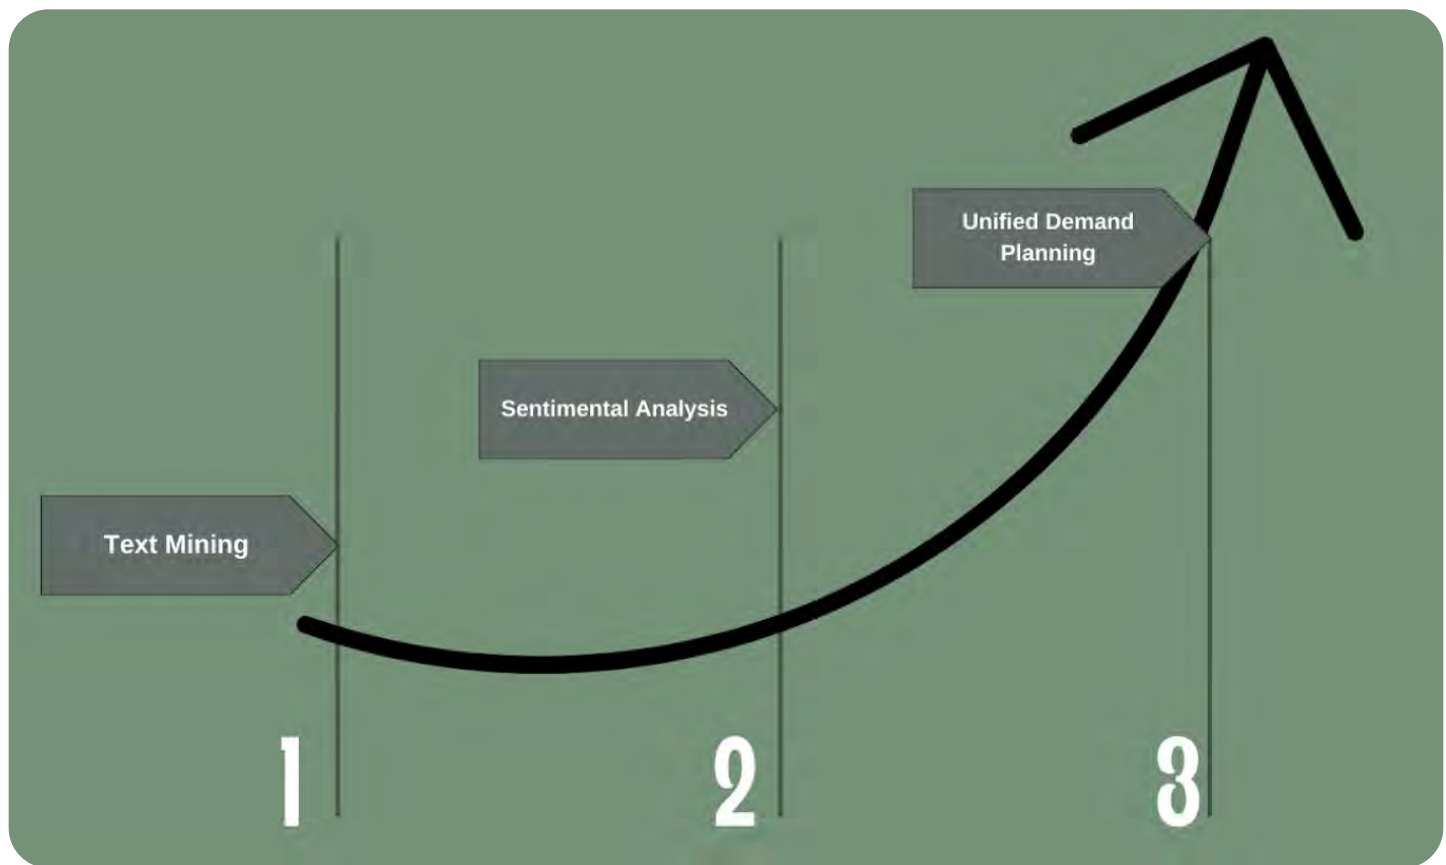 Unified Demand
Planning
Sentimental Analysis
Text Mining
1
2
3